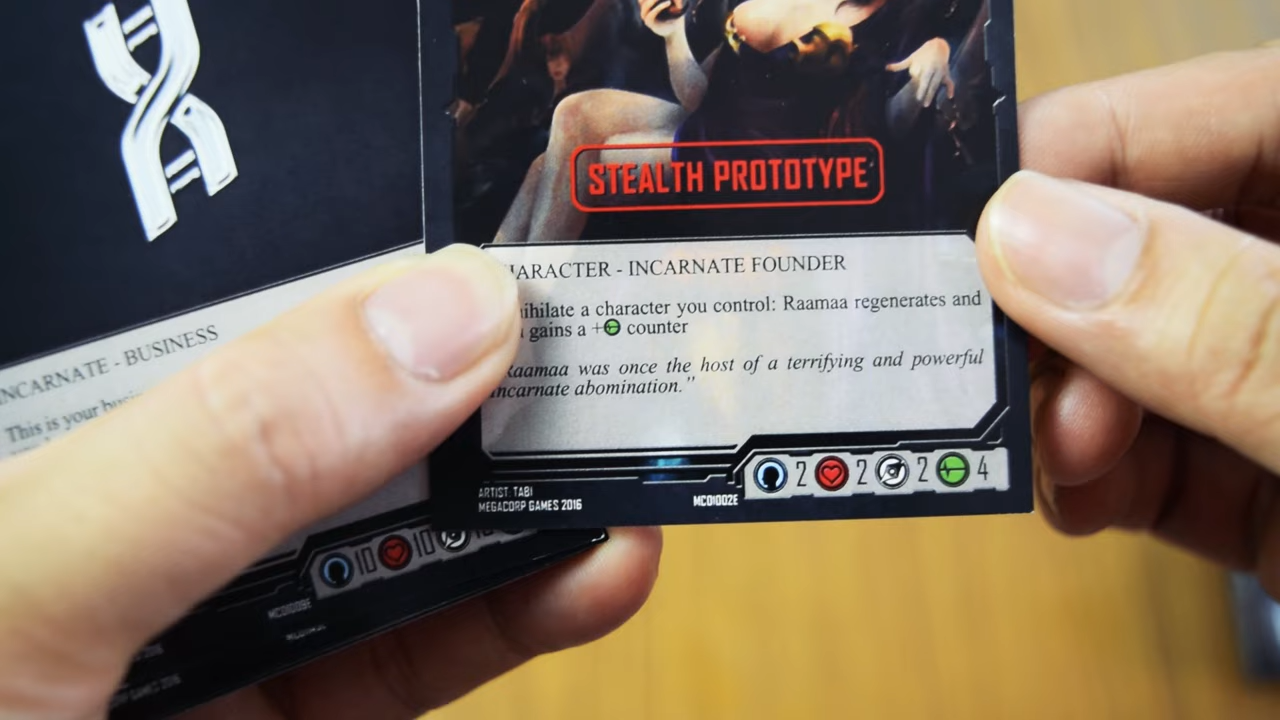 STEALTH PROTOTYPE
HARACTER - INCARNATE FOUNDER
nihilate a character you control: Raamaa regenerates and
gains a + counter
Raamaa was once the host of a terrifying and powerful
incarnate abomination."
2 2 2 4
ARTIST: TABI
MEGACORP GAMES 2016
MC01002E
INCARNATE - BUSINESS
This is your
10 10